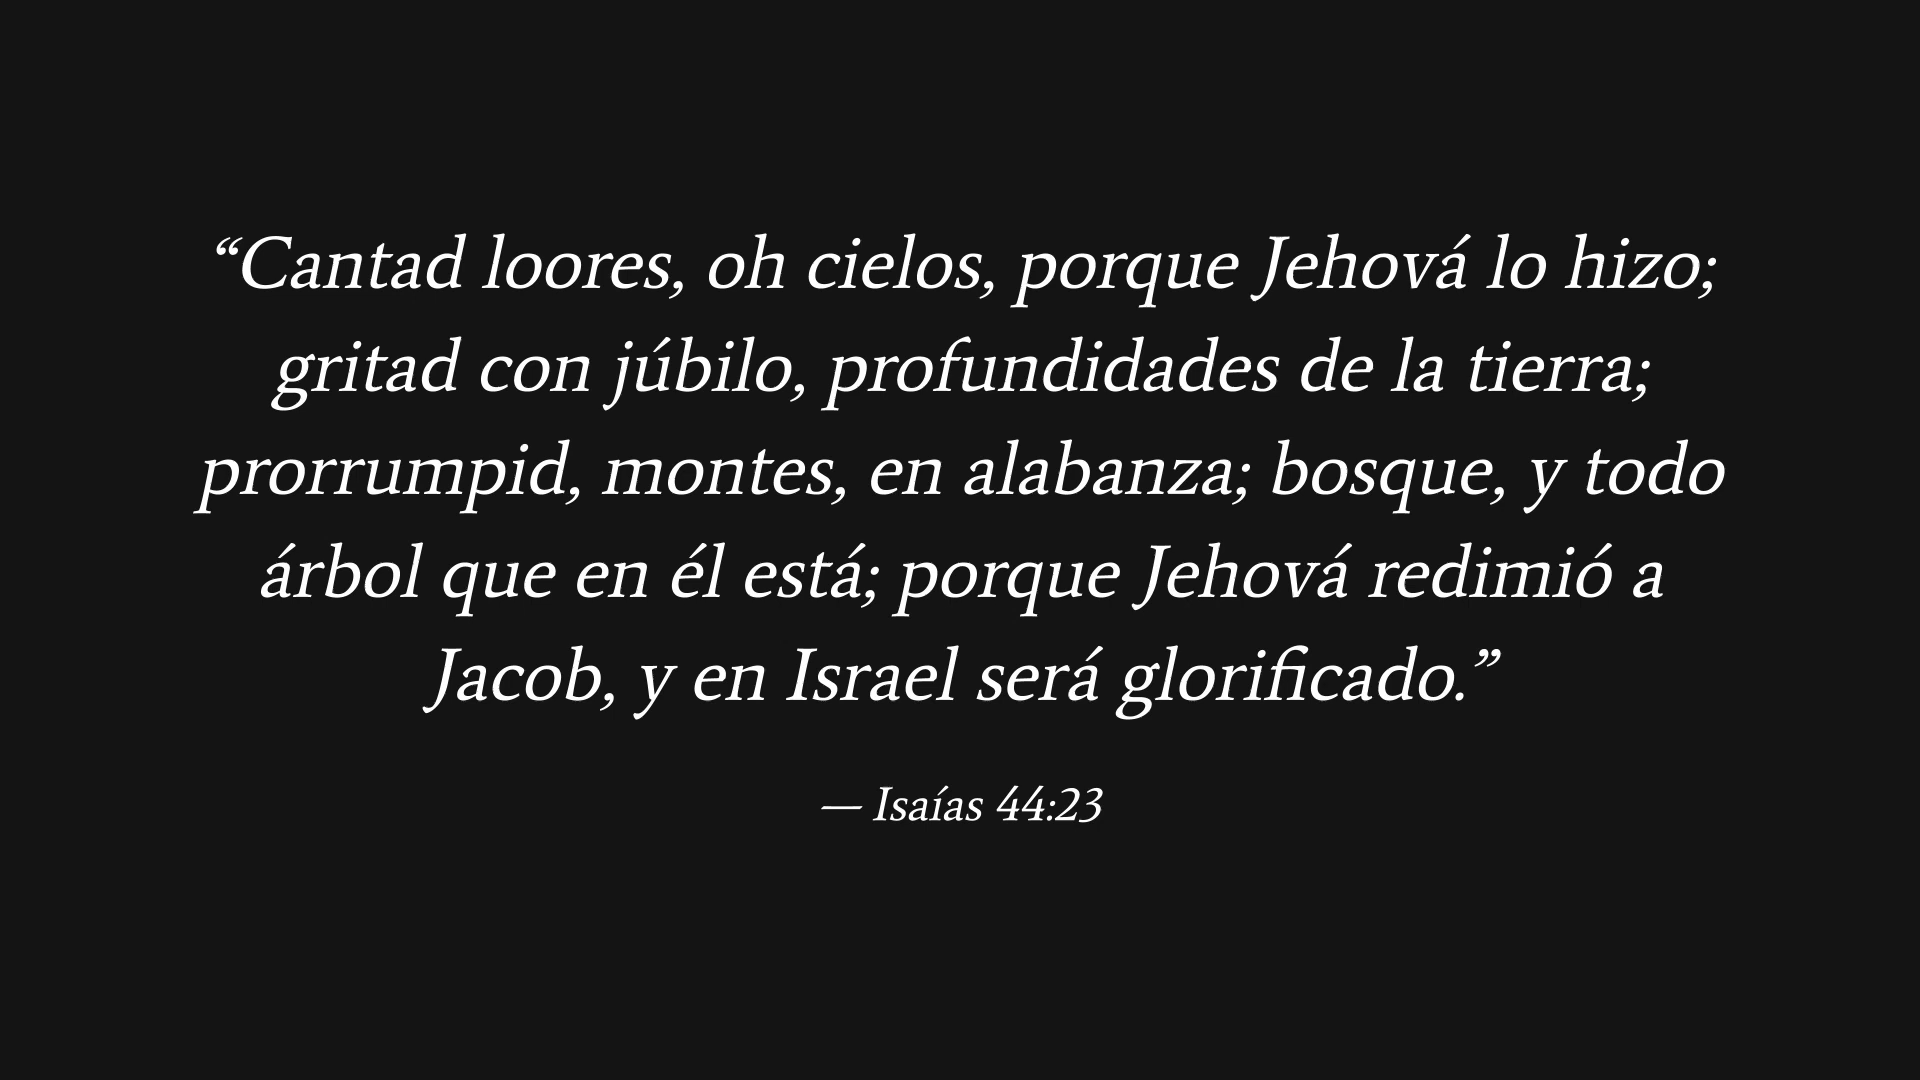 “Cantad loores, oh cielos, porque Jehová lo hizo;
gritad con júbilo, profundidades de la tierra;
prorrumpid, montes, en alabanza; bosque, y todo
árbol que en él está; porque Jehová redimió a
Jacob, y en Israel será glorificado.”
— Isaías 44:23